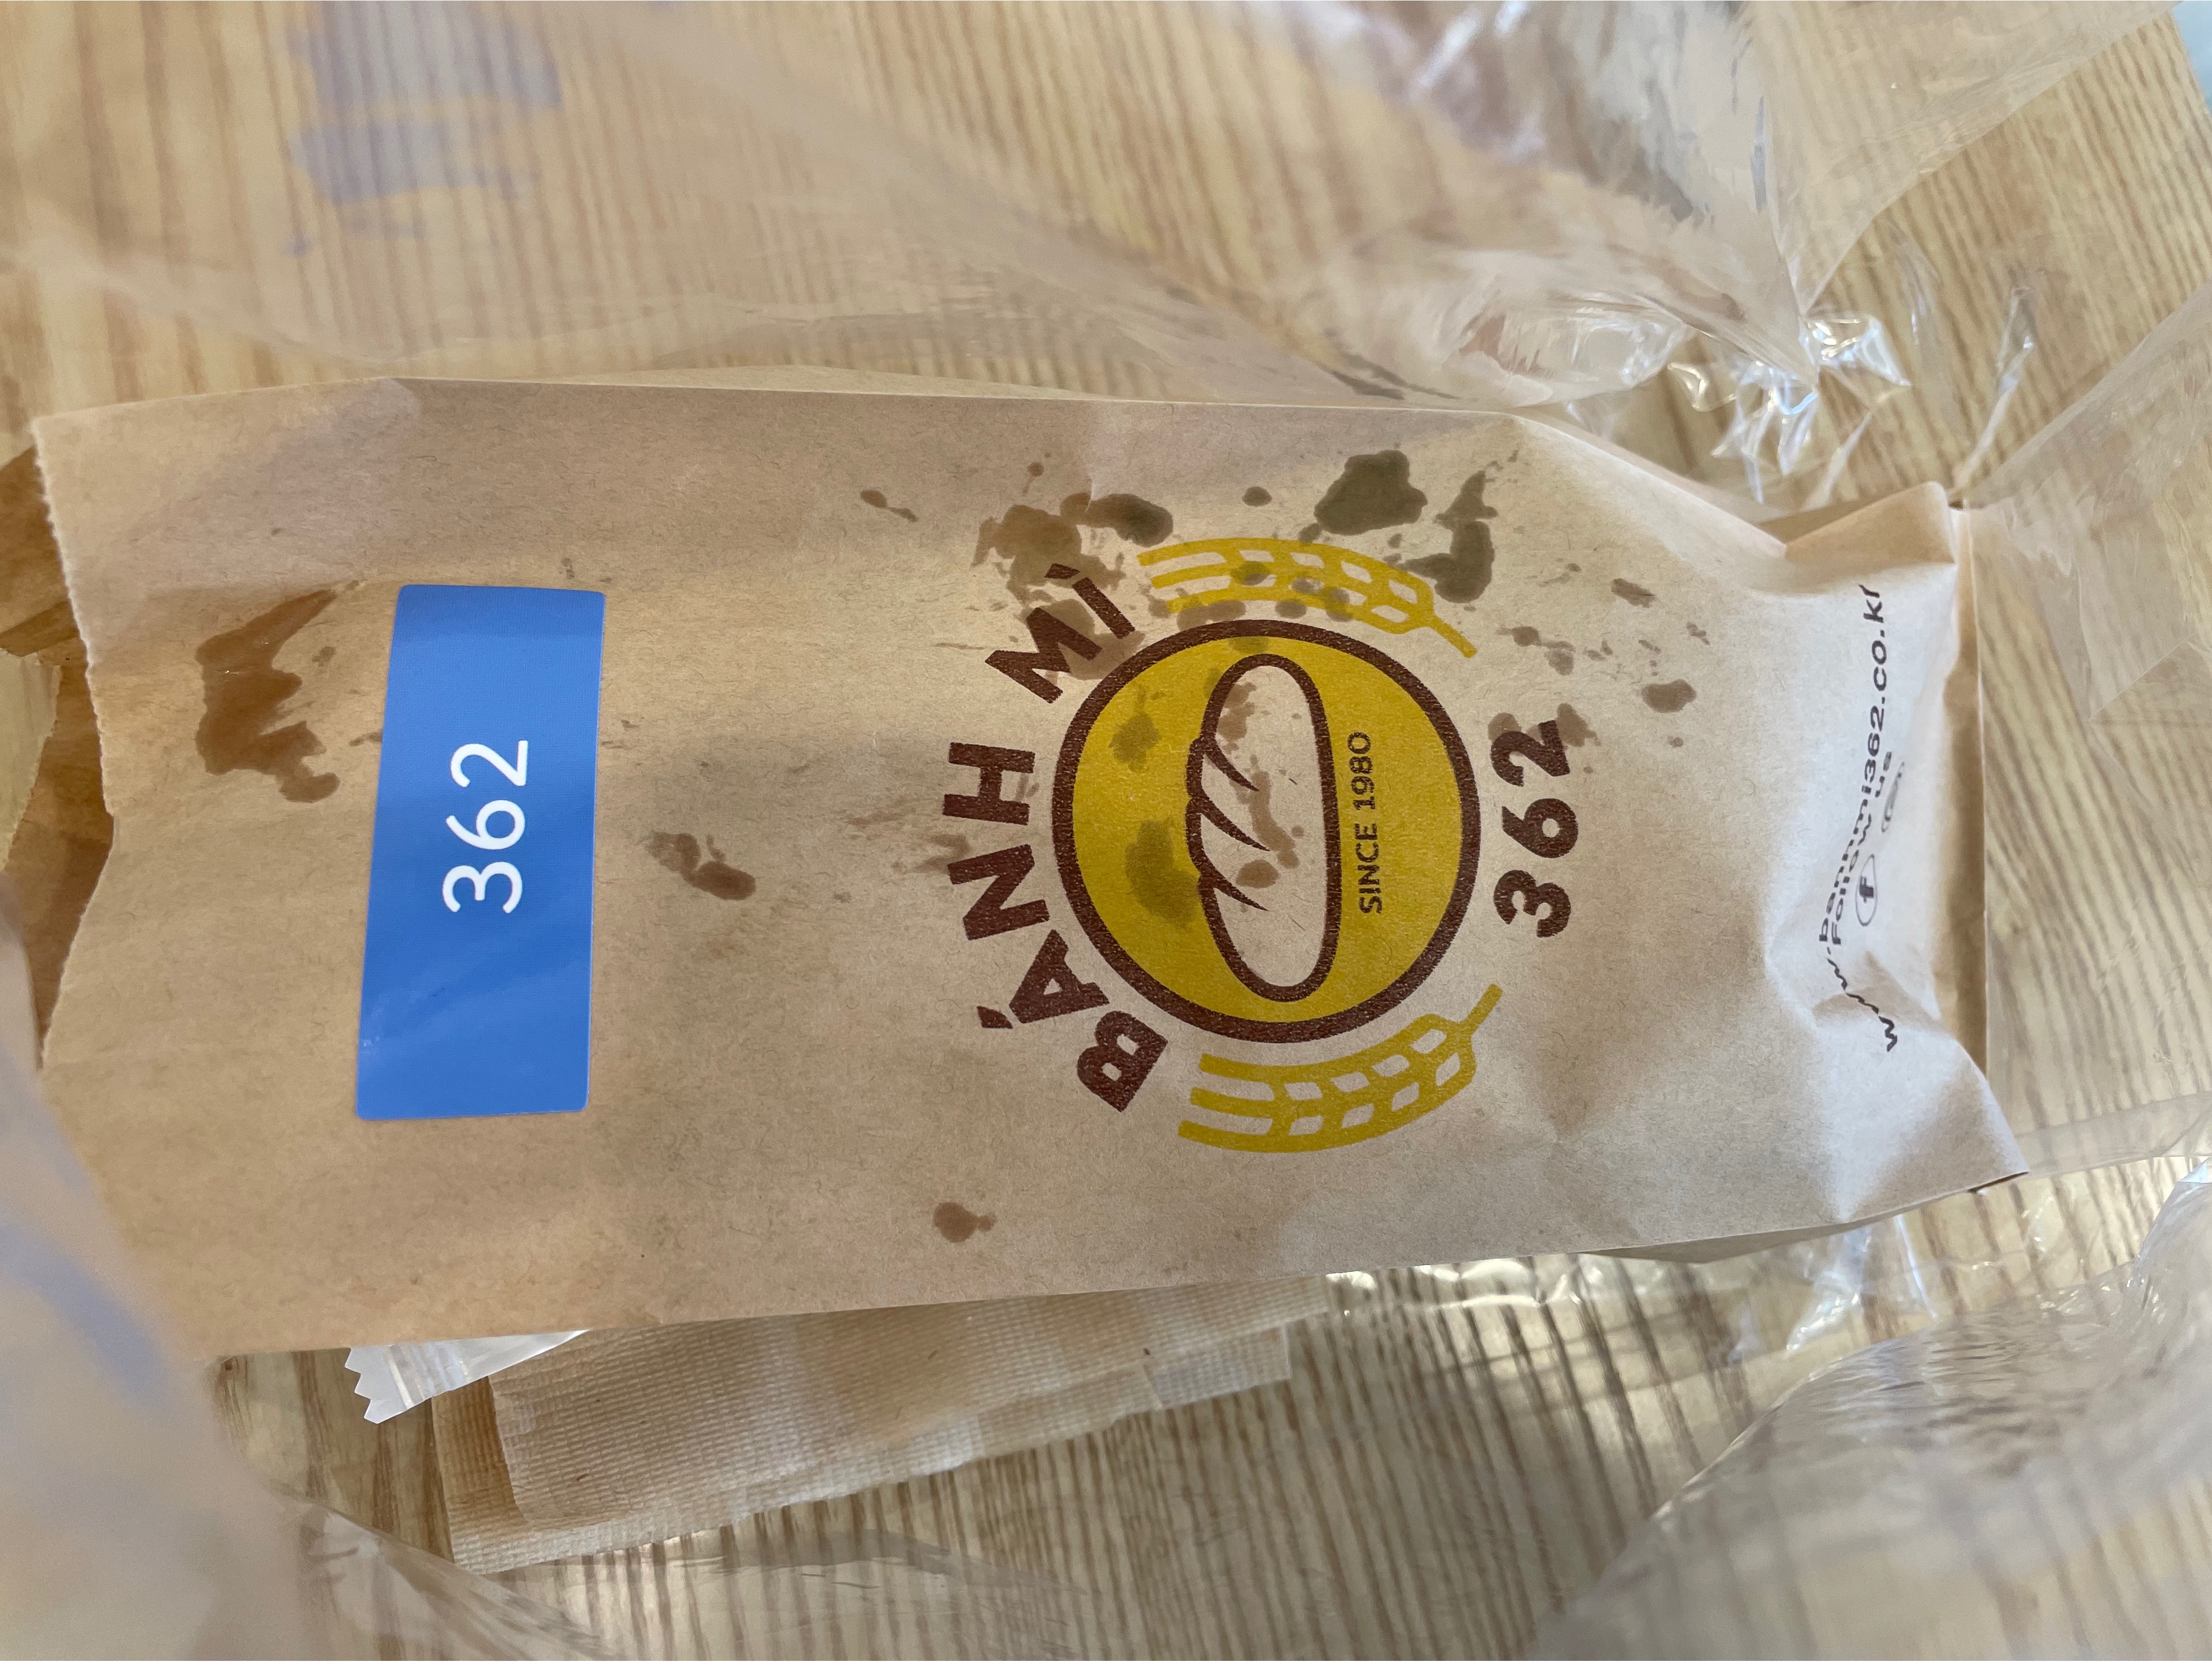 362
BÁNH MÌ
SINCE 1980
362
www.banhmi362.co.kr
Follow us
f